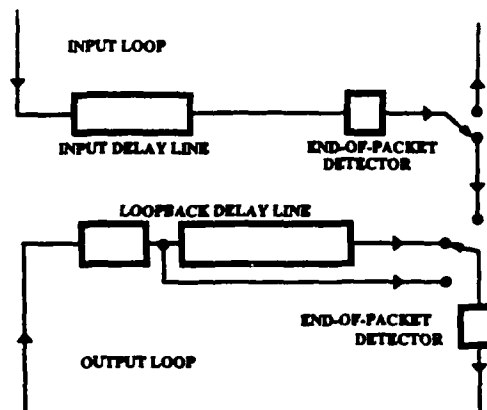 INPUT LOOP
INPUT DELAY LINE
END-OF-PACKET
DETECTOR
LOOPBACK DELAY LINE
END-OF-PACKET
DETECTOR
OUTPUT LOOP